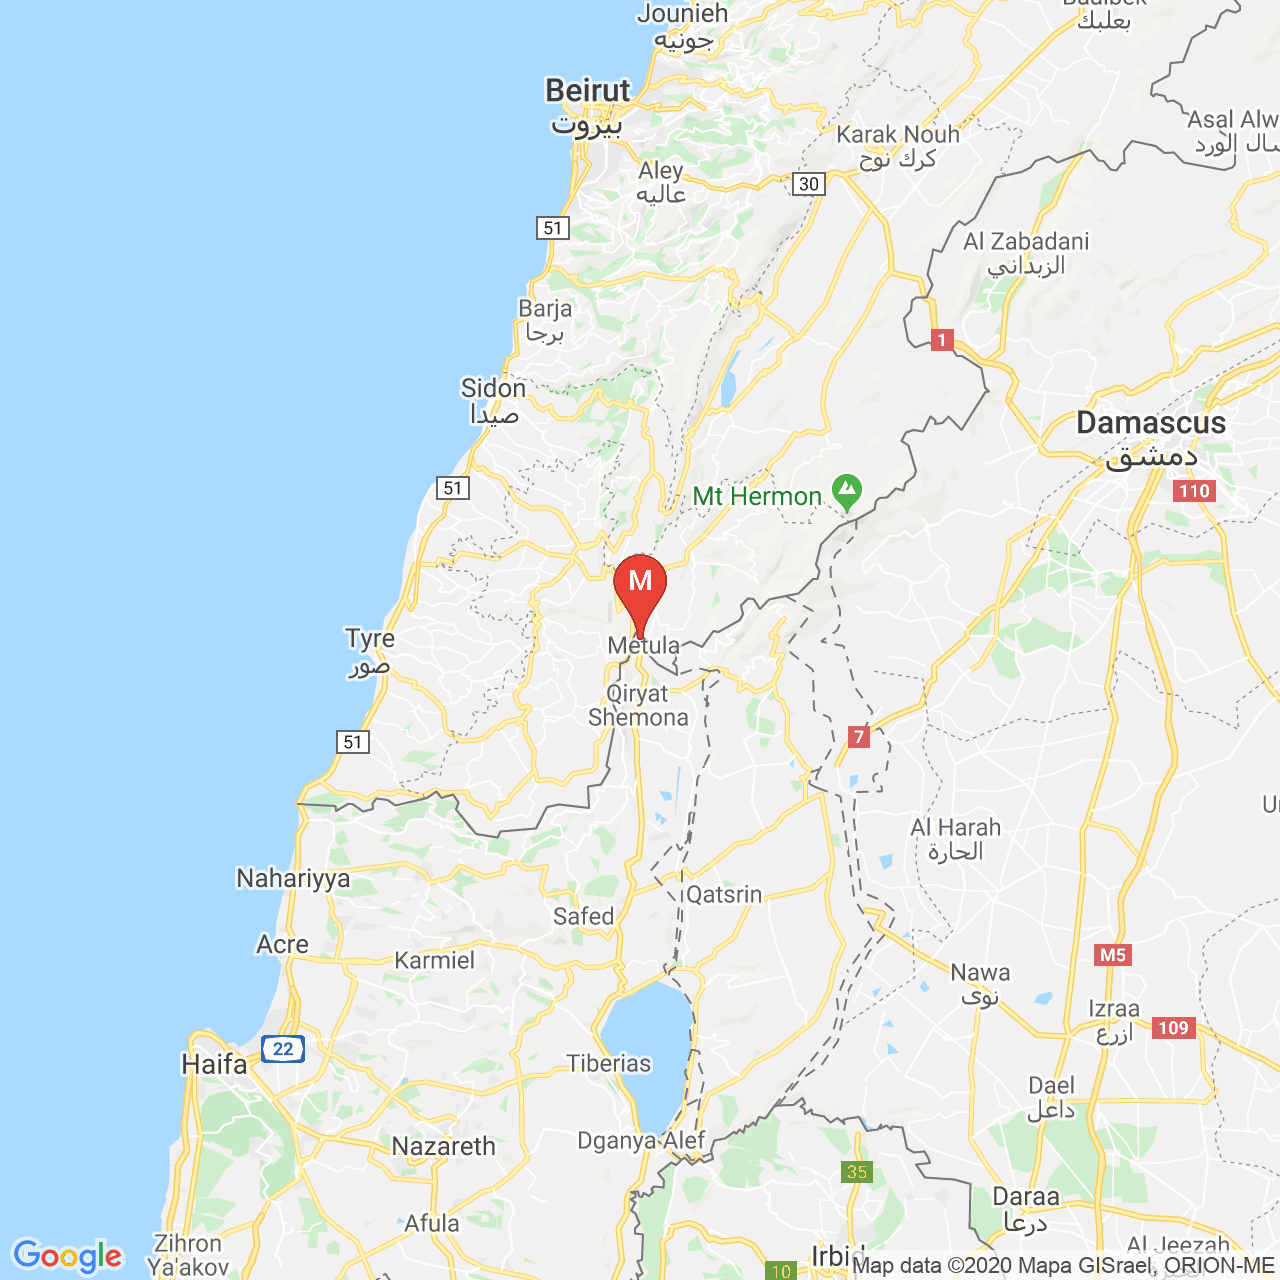 Jounieh
جونيه
Baalbek
بعلبك
Beirut
بيروت
Asal Alw
سال الورد
Karak Nouh
كرك نوح
Aley
عاليه
30
51
Al Zabadani
الزبداني
Barja
برجا
1
Sidon
صيدا
Damascus
دمشق
51
Mt Hermon
110
M
Tyre
صور
Metula
Qiryat
Shemona
51
7
Al Harah
الحارة
Nahariyya
Qatsrin
Safed
Acre
Karmiel
M5
Nawa
نوى
Izraa
ازرع
109
22
Haifa
Tiberias
Dael
داعل
Nazareth
Dganya Alef
35
Daraa
درعا
Afula
Zihron
Ya'akov
Al Jeezah
Irbid
10
Google
Map data ©2020 Mapa GISrael, ORION-ME